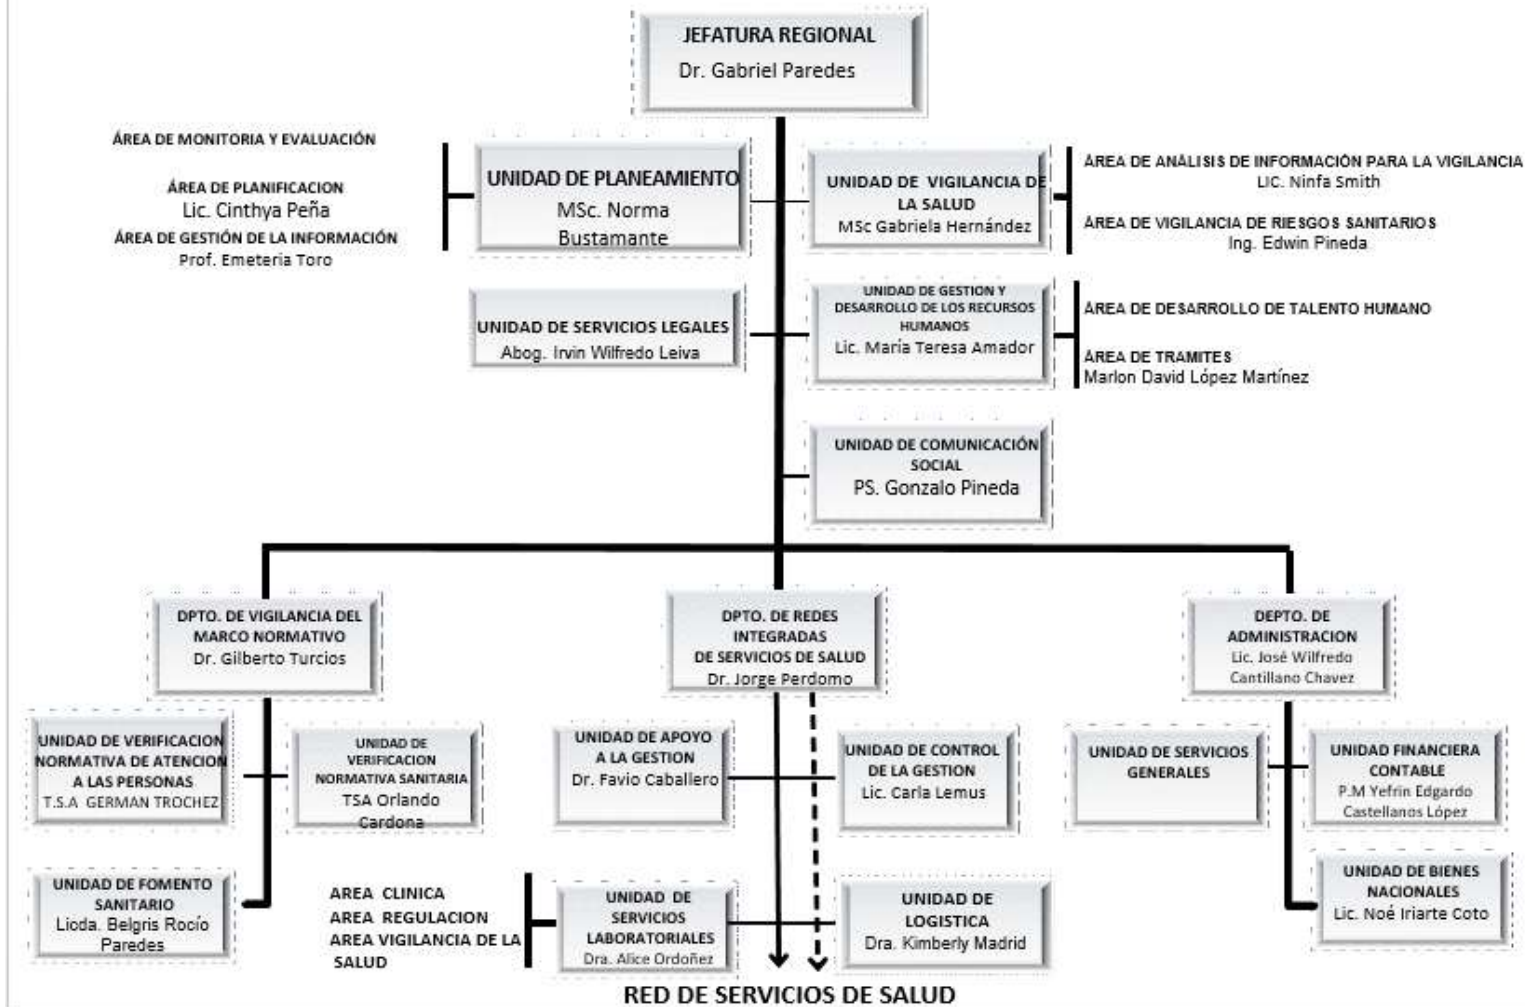 JEFATURA REGIONAL
Dr. Gabriel Paredes
ÁREA DE MONITORIA Y EVALUACIÓN
ÁREA DE PLANIFICACION
Lic. Cinthya Peña
ÁREA DE GESTIÓN DE LA INFORMACIÓN
Prof. Emeteria Toro
UNIDAD DE PLANEAMIENTO
MSc. Norma
Bustamante
UNIDAD DE VIGILANCIA DE
LA SALUD
MSc Gabriela Hernández
ÁREA DE ANÁLISIS DE INFORMACIÓN PARA LA VIGILANCIA
LIC. Ninfa Smith
ÁREA DE VIGILANCIA DE RIESGOS SANITARIOS
Ing. Edwin Pineda
UNIDAD DE SERVICIOS LEGALES
Abog. Irvin Wilfredo Leiva
UNIDAD DE GESTION Y
DESARROLLO DE LOS RECURSOS
HUMANOS
Lic. María Teresa Amador
ÁREA DE DESARROLLO DE TALENTO HUMANO
ÁREA DE TRAMITES
Marlon David López Martínez
UNIDAD DE COMUNICACIÓN
SOCIAL
PS. Gonzalo Pineda
DPTO. DE VIGILANCIA DEL
MARCO NORMATIVO
Dr. Gilberto Turcios
DPTO. DE REDES
INTEGRADAS
DE SERVICIOS DE SALUD
Dr. Jorge Perdomo
DEPTO. DE
ADMINISTRACION
Lic. José Wilfredo
Cantillano Chavez
UNIDAD DE VERIFICACION
NORMATIVA DE ATENCION
A LAS PERSONAS
T.S.A GERMAN TROCHEZ
UNIDAD DE
VERIFICACION
NORMATIVA SANITARIA
TSA Orlando
Cardona
UNIDAD DE APOYO
A LA GESTION
Dr. Favio Caballero
UNIDAD DE CONTROL
DE LA GESTION
Lic. Carla Lemus
UNIDAD DE SERVICIOS
GENERALES
UNIDAD FINANCIERA
CONTABLE
P.M Yefrin Edgardo
Castellanos López
UNIDAD DE FOMENTO
SANITARIO
Licda. Belgris Rocío
Paredes
AREA CLINICA
AREA REGULACION
AREA VIGILANCIA DE LA
SALUD
UNIDAD DE
SERVICIOS
LABORATORIALES
Dra. Alice Ordoñez
UNIDAD DE
LOGISTICA
Dra. Kimberly Madrid
UNIDAD DE BIENES
NACIONALES
Lic. Noé Iriarte Coto
RED DE SERVICIOS DE SALUD